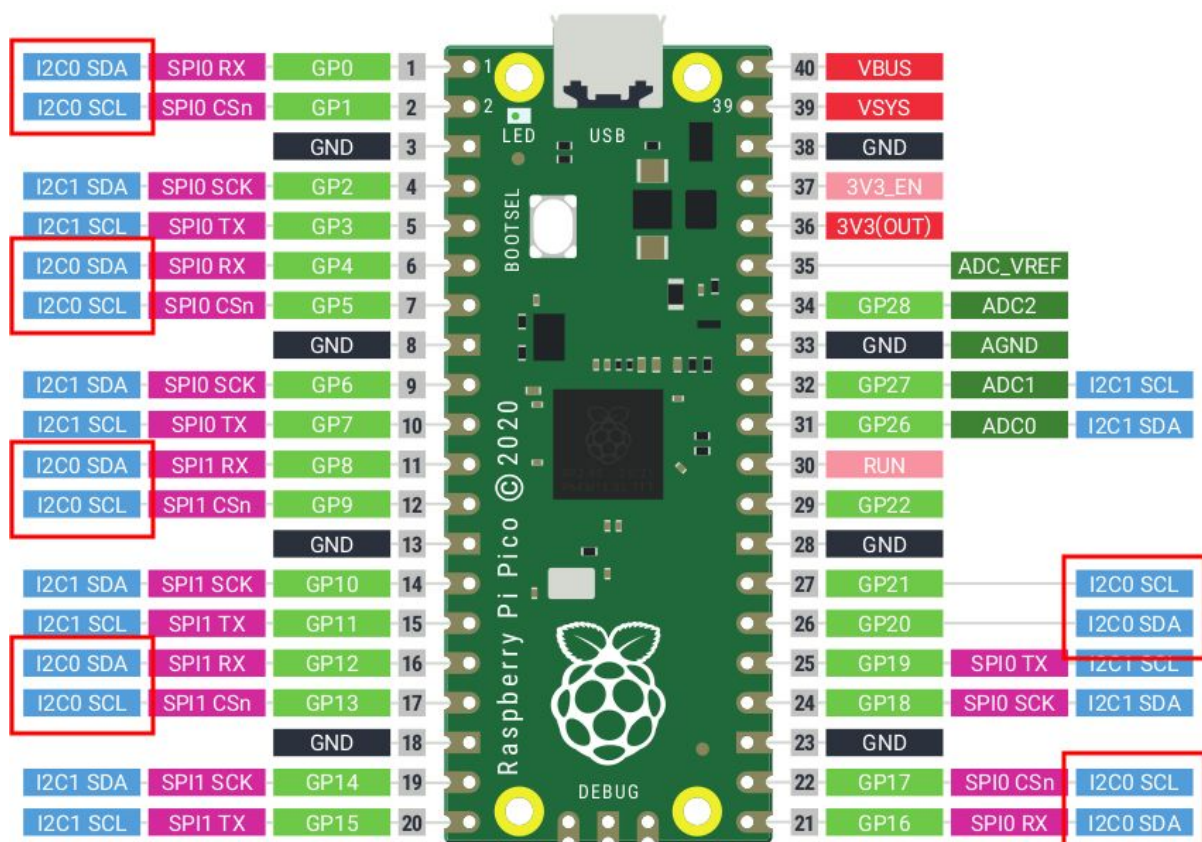 I2C0 SDA SPI0 RX GP0 1 1 40 VBUS
I2C0 SCL SPI0 CSn GP1 2 2 39 39 VSYS
LED USB
GND 3 38 GND
I2C1 SDA SPI0 SCK GP2 4 37 3V3_EN
I2C1 SCL SPI0 TX GP3 5 36 3V3(OUT)
BOOTSEL
I2C0 SDA SPI0 RX GP4 6 35 ADC_VREF
I2C0 SCL SPI0 CSn GP5 7 34 GP28 ADC2
GND 8 33 GND AGND
I2C1 SDA SPI0 SCK GP6 9 32 GP27 ADC1 I2C1 SCL
I2C1 SCL SPI0 TX GP7 10 31 GP26 ADC0 I2C1 SDA
I2C0 SDA SPI1 RX GP8 11 30 RUN
I2C0 SCL SPI1 CSn GP9 12 29 GP22
GND 13 28 GND
I2C1 SDA SPI1 SCK GP10 14 27 GP21 I2C0 SCL
I2C1 SCL SPI1 TX GP11 15 26 GP20 I2C0 SDA
I2C0 SDA SPI1 RX GP12 16 25 GP19 SPI0 TX I2C1 SCL
I2C0 SCL SPI1 CSn GP13 17 24 GP18 SPI0 SCK I2C1 SDA
GND 18 23 GND
Raspberry Pi Pico ©2020
I2C1 SDA SPI1 SCK GP14 19 22 GP17 SPI0 CSn I2C0 SCL
DEBUG
I2C1 SCL SPI1 TX GP15 20 21 GP16 SPI0 RX I2C0 SDA